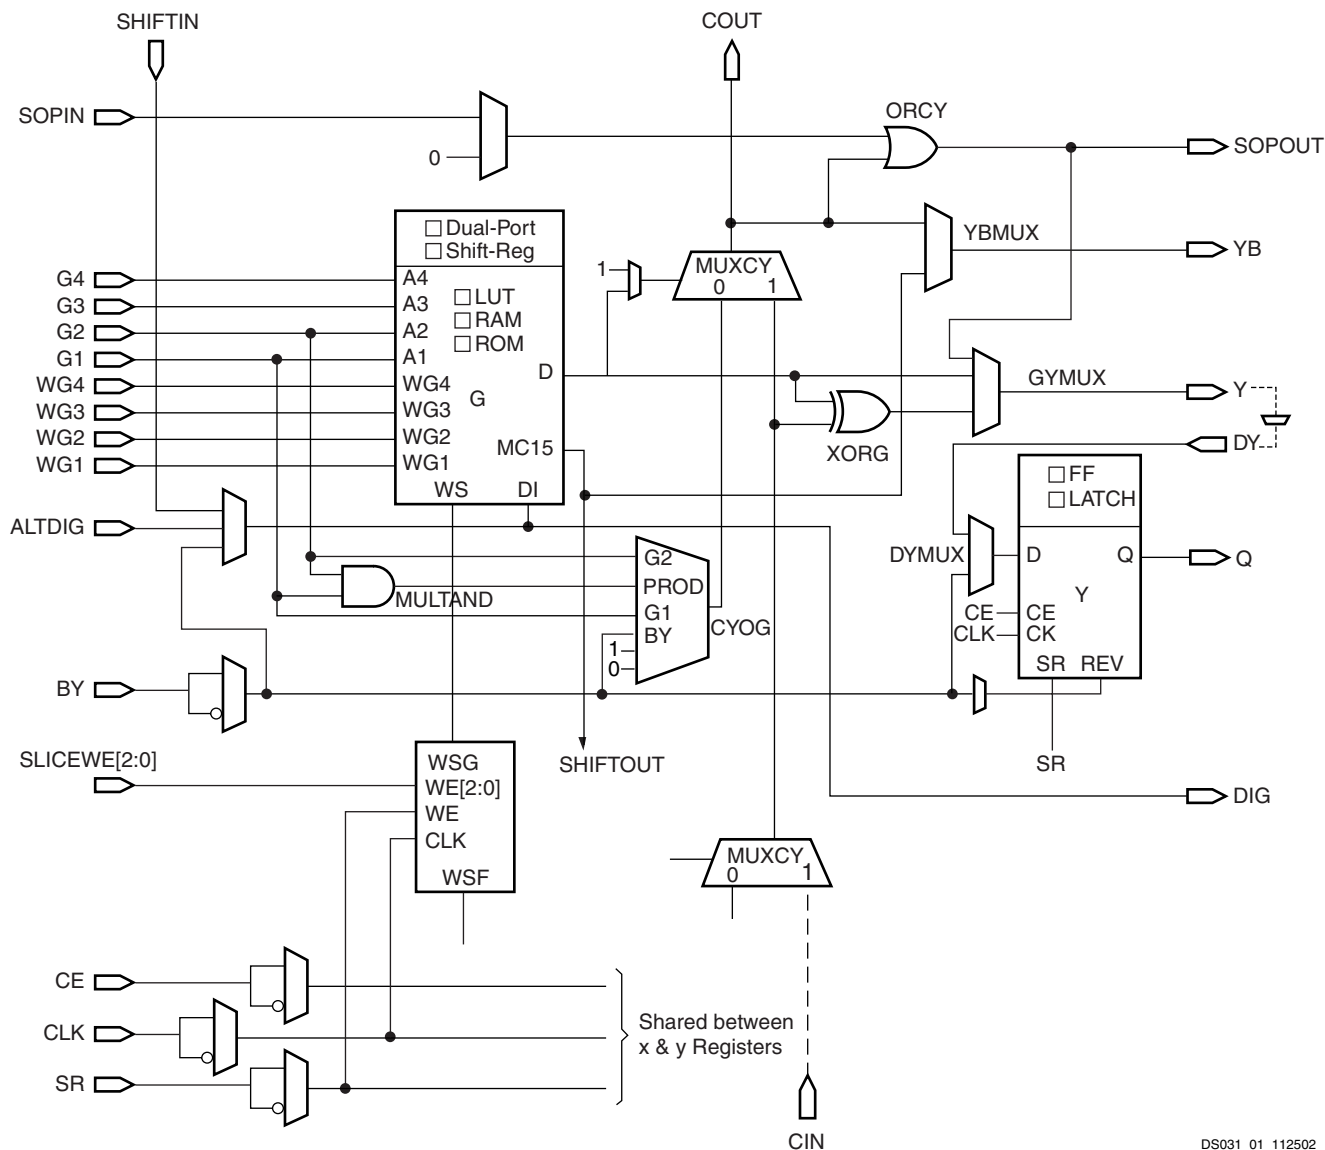 SHIFTIN
COUT
SOPIN
0
ORCY
SOPOUT
□ Dual-Port
□ Shift-Reg
YBMUX
YB
G4
G3
G2
G1
WG4
WG3
WG2
WG1
A4
A3
A2
A1
WG4
WG3
WG2
WG1
□ LUT
□ RAM
□ ROM
G
D
MC15
WS
DI
1
MUXCY
0 1
GYMUX
Y
DY
XORG
ALTDIG
□ FF
□ LATCH
DYMUX
D
Q
Q
Y
CE
CE
CLK
CK
SR REV
SR
MULTAND
G2
PROD
G1
BY
1
0
CYOG
BY
SHIFTOUT
SLICEWE[2:0]
WSG
WE[2:0]
WE
CLK
WSF
DIG
MUXCY
0 1
CE
CLK
SR
Shared between
x & y Registers
CIN
DS031_01_112502